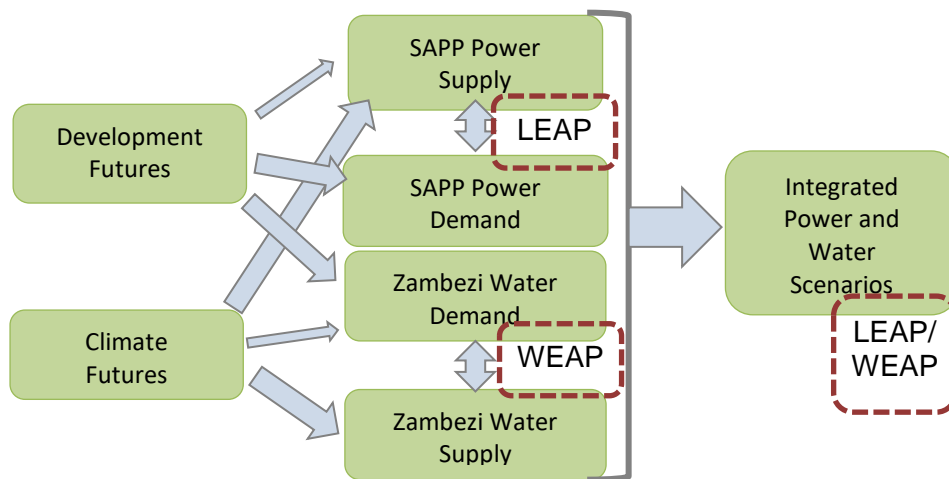 Development
Futures
Climate
Futures
SAPP Power
Supply
LEAP
SAPP Power
Demand
Zambezi Water
Demand
WEAP
Zambezi Water
Supply
Integrated
Power and
Water
Scenarios
LEAP/
WEAP